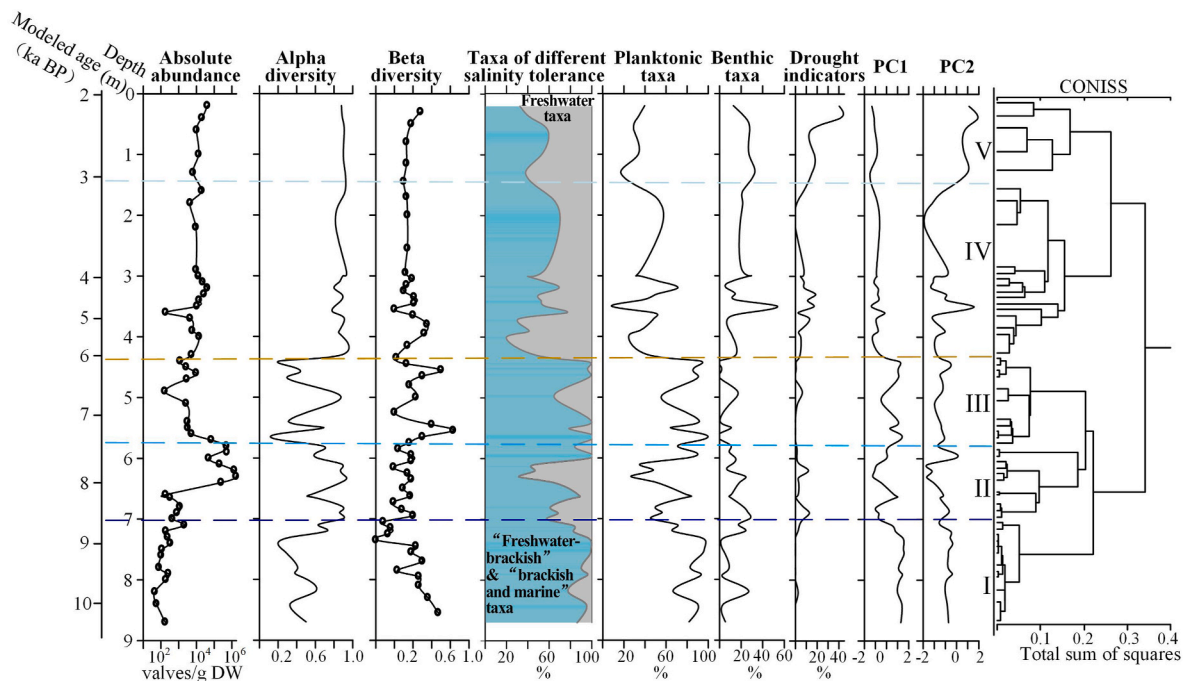 Modeled age
(ka BP)
Depth
(m)
Absolute
abundance
Alpha
diversity
Beta
diversity
Taxa of different
salinity tolerance
Planktonic
taxa
Benthic
taxa
Drought
indicators
PC1
PC2
CONISS
Freshwater
taxa
2
3
4
5
6
7
8
9
10
0
1
2
3
4
5
6
7
8
9
V
IV
III
II
I
“Freshwater-
brackish”
& “brackish
and marine”
taxa
10² 10⁴ 10⁶
valves/g DW
0.2 0.6 1.0
0.2 0.6 1.0
60
%
20 60 100
%
0 20 40 60
%
0 20 40
%
-2 0 2
-2 0 2
0.1 0.2 0.3 0.4
Total sum of squares